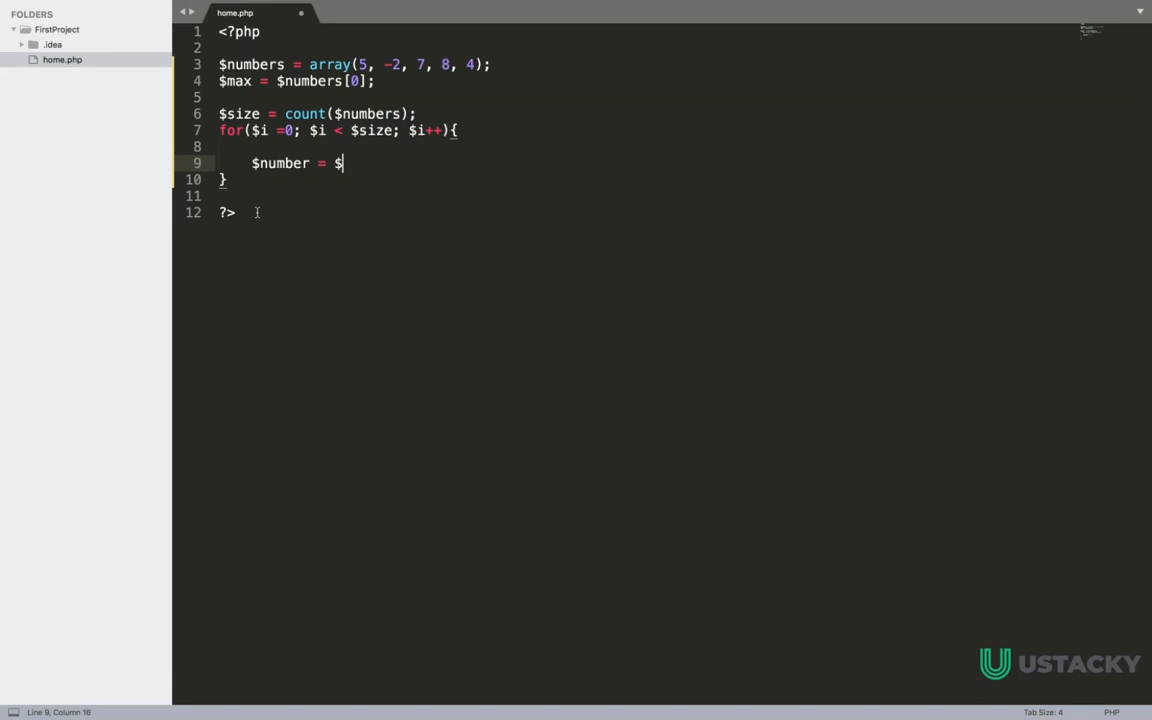 FOLDERS
FirstProject
.idea
home.php
home.php
1 <?php
2
3 $numbers = array(5, -2, 7, 8, 4);
4 $max = $numbers[0];
5
6 $size = count($numbers);
7 for($i =0; $i < $size; $i++){
8
9 $number = $
10 }
11
12 ?>
USTACKY
Line 9, Column 16
Tab Size: 4
PHP